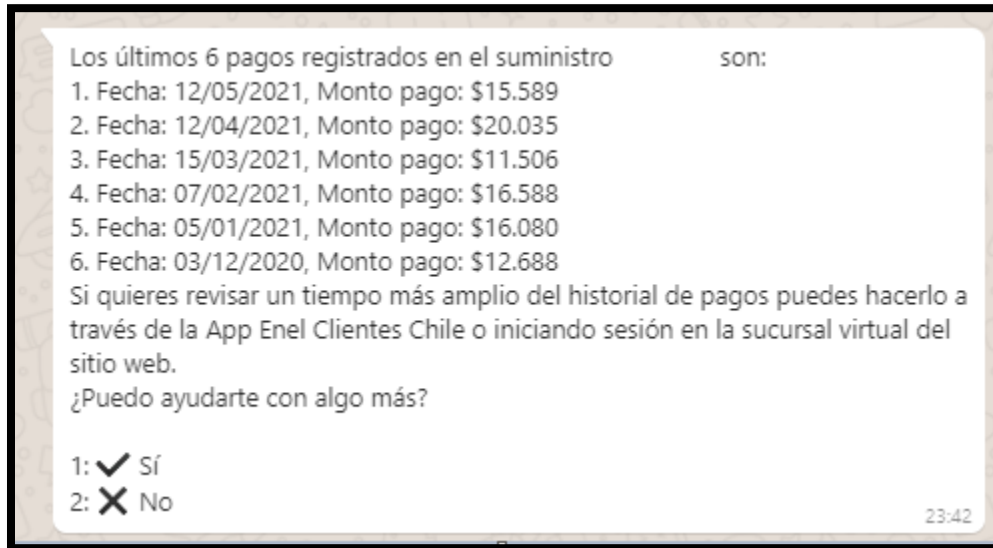 Los últimos 6 pagos registrados en el suministro son:
1. Fecha: 12/05/2021, Monto pago: $15.589
2. Fecha: 12/04/2021, Monto pago: $20.035
3. Fecha: 15/03/2021, Monto pago: $11.506
4. Fecha: 07/02/2021, Monto pago: $16.588
5. Fecha: 05/01/2021, Monto pago: $16.080
6. Fecha: 03/12/2020, Monto pago: $12.688
Si quieres revisar un tiempo más amplio del historial de pagos puedes hacerlo a
través de la App Enel Clientes Chile o iniciando sesión en la sucursal virtual del
sitio web.
¿Puedo ayudarte con algo más?
1: ✔ Sí
2: ✖ No
23:42